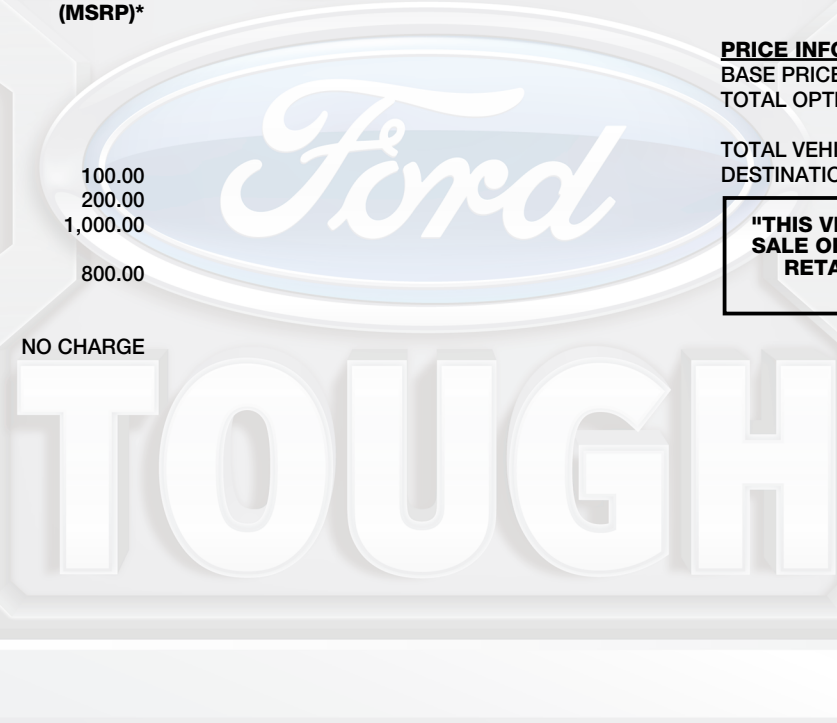 (MSRP)*
100.00
200.00
1,000.00
800.00
NO CHARGE
PRICE INFO
BASE PRICE
TOTAL OPTI
TOTAL VEHI
DESTINATIO
"THIS VE
SALE O
RETA
Ford
TOUGH